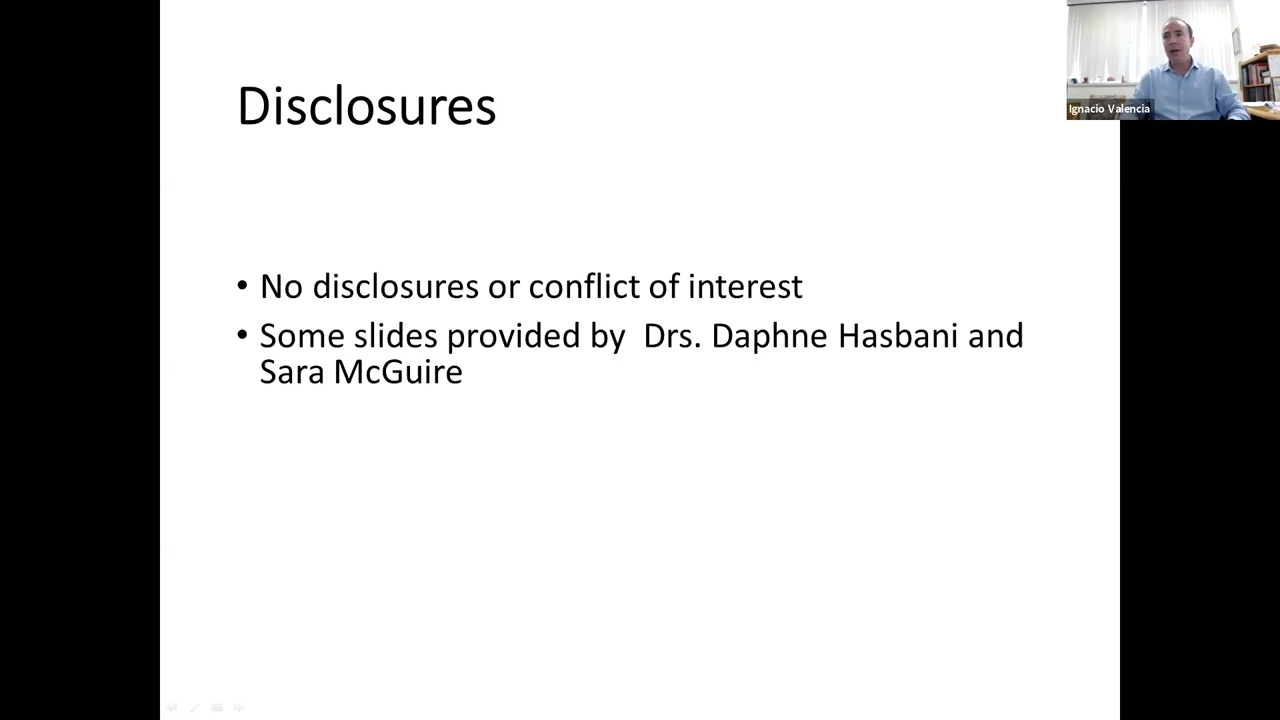 Disclosures
Ignacio Valencia
• No disclosures or conflict of interest
• Some slides provided by  Drs. Daphne Hasbani and
Sara McGuire